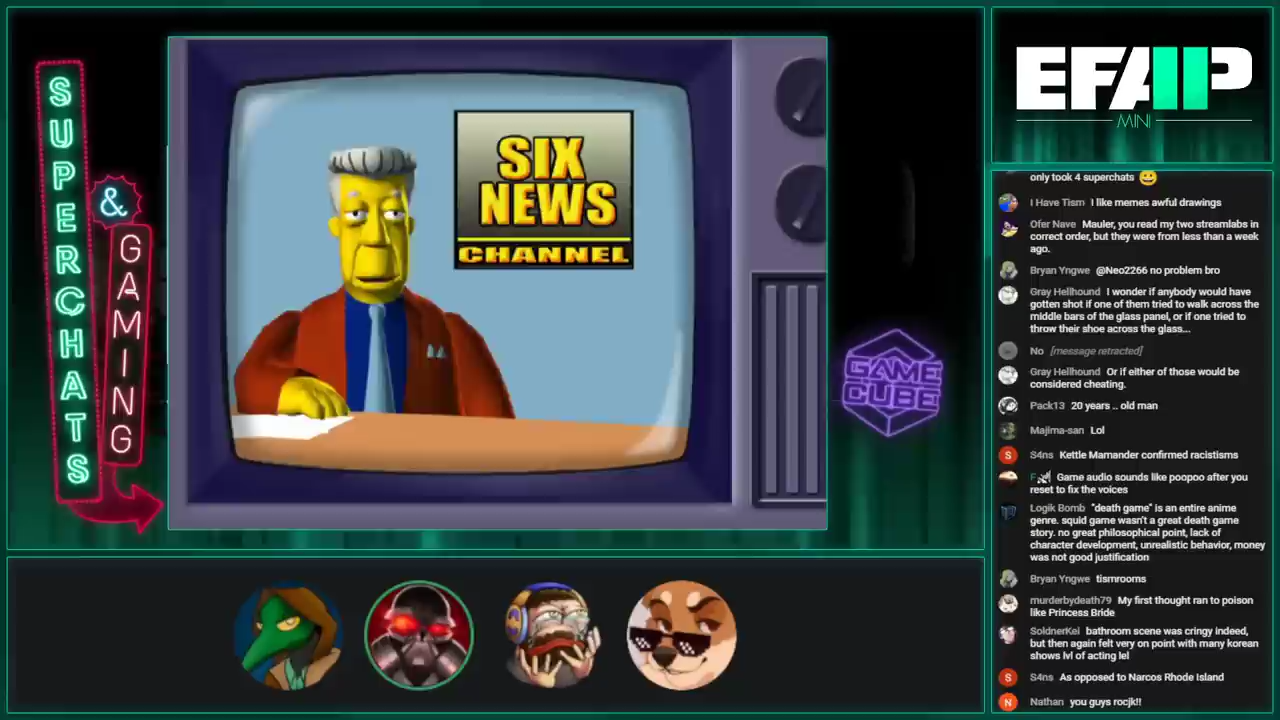 SUPERCHATS
&
GAMING
SIX
NEWS
CHANNEL
GAME
CUBE
EFAP
MINI
only took 4 superchats 😀
I Have Tism I like memes awful drawings
Ofer Nave Mauler, you read my two streamlabs in
correct order, but they were from less than a week
ago.
Bryan Yngwe @Neo2266 no problem bro
Gray Hellhound I wonder if anybody would have
gotten shot if one of them tried to walk across the
middle bars of the glass panel, or if one tried to
throw their shoe across the glass...
No [message retracted]
Gray Hellhound Or if either of those would be
considered cheating.
Pack13 20 years .. old man
Majima-san Lol
S S4ns Kettle Mamander confirmed racistisms
Game audio sounds like poopoo after you
reset to fix the voices
Logik Bomb "death game" is an entire anime
genre. squid game wasn't a great death game
story. no great philosophical point, lack of
character development, unrealistic behavior, money
was not good justification
Bryan Yngwe tismrooms
murderbydeath79 My first thought ran to poison
like Princess Bride
SoldnerKei bathroom scene was cringy indeed,
but then again felt very on point with many korean
shows lvl of acting lel
S S4ns As opposed to Narcos Rhode Island
N Nathan you guys rocjk!!